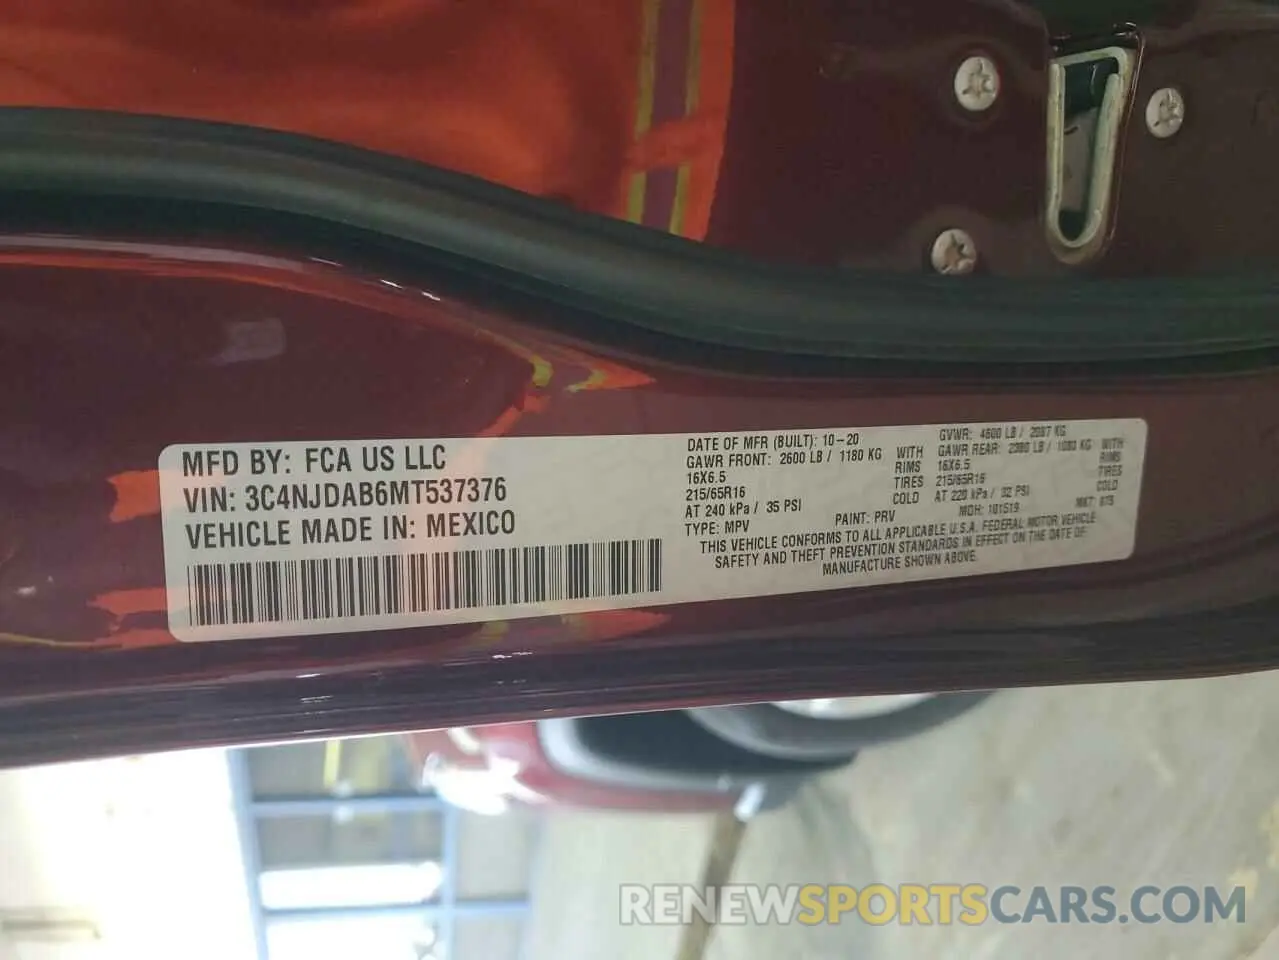 MFD BY: FCA US LLC
VIN: 3C4NJDAB6MT537376
VEHICLE MADE IN: MEXICO
DATE OF MFR (BUILT): 10-20
GAWR FRONT: 2600 LB / 1180 KG WITH
16X6.5 RIMS
215/65R16 TIRES
AT 240 kPa / 35 PSI COLD
TYPE: MPV PAINT: PRV
GVWR: 4600 LB / 2087 KG
GAWR REAR: 2380 LB / 1080 KG WITH
16X6.5 RIMS
215/65R16 TIRES
AT 220 kPa / 32 PSI COLD
MDH: 101519 MKT:
THIS VEHICLE CONFORMS TO ALL APPLICABLE U.S.A. FEDERAL MOTOR VEHICLE
SAFETY AND THEFT PREVENTION STANDARDS IN EFFECT ON THE DATE OF
MANUFACTURE SHOWN ABOVE.
RENEWSPORTSCARS.COM